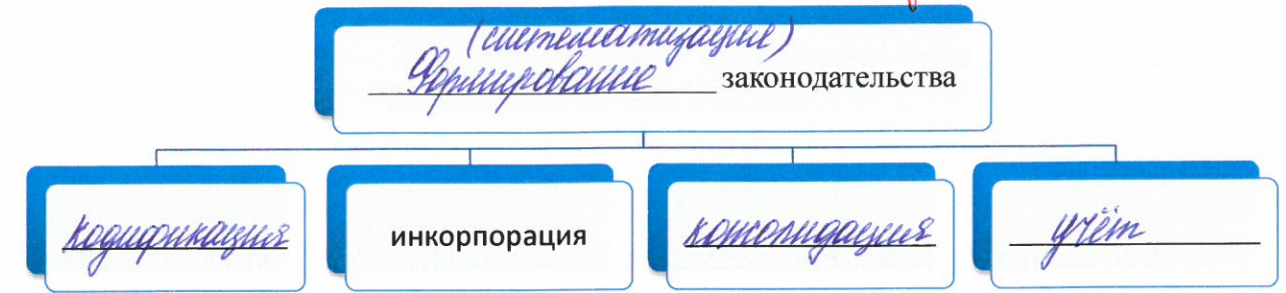 (систематизация)
Формирование законодательства
кодификация
инкорпорация
консолидация
учёт